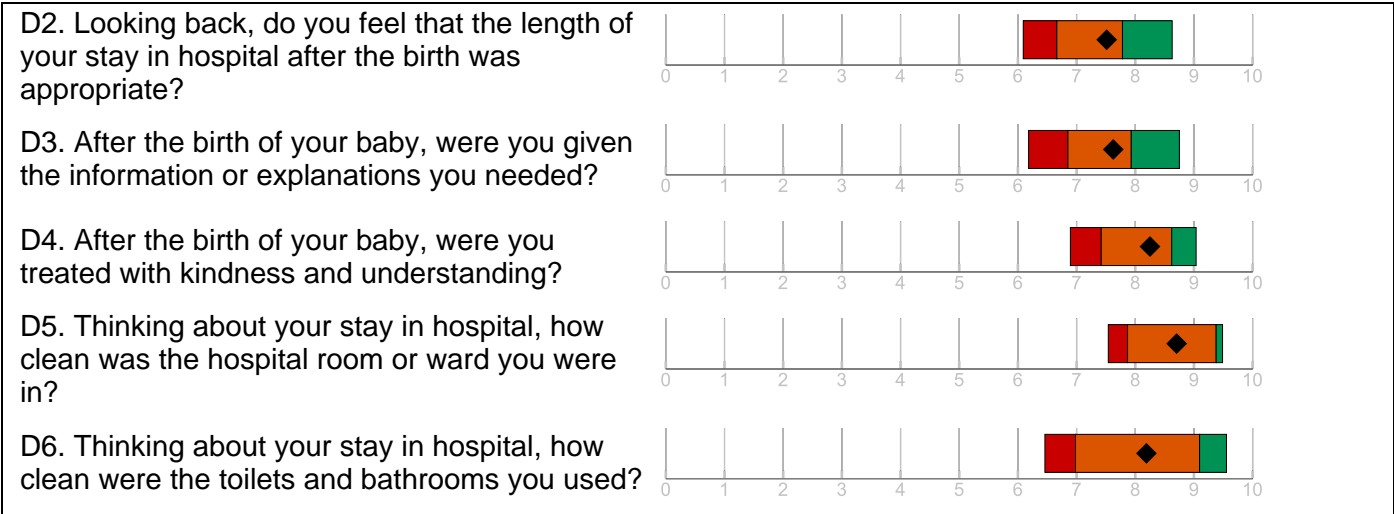 D2. Looking back, do you feel that the length of
your stay in hospital after the birth was
appropriate?
0 1 2 3 4 5 6 7 8 9 10
D3. After the birth of your baby, were you given
the information or explanations you needed?
0 1 2 3 4 5 6 7 8 9 10
D4. After the birth of your baby, were you
treated with kindness and understanding?
0 1 2 3 4 5 6 7 8 9 10
D5. Thinking about your stay in hospital, how
clean was the hospital room or ward you were
in?
0 1 2 3 4 5 6 7 8 9 10
D6. Thinking about your stay in hospital, how
clean were the toilets and bathrooms you used?
0 1 2 3 4 5 6 7 8 9 10